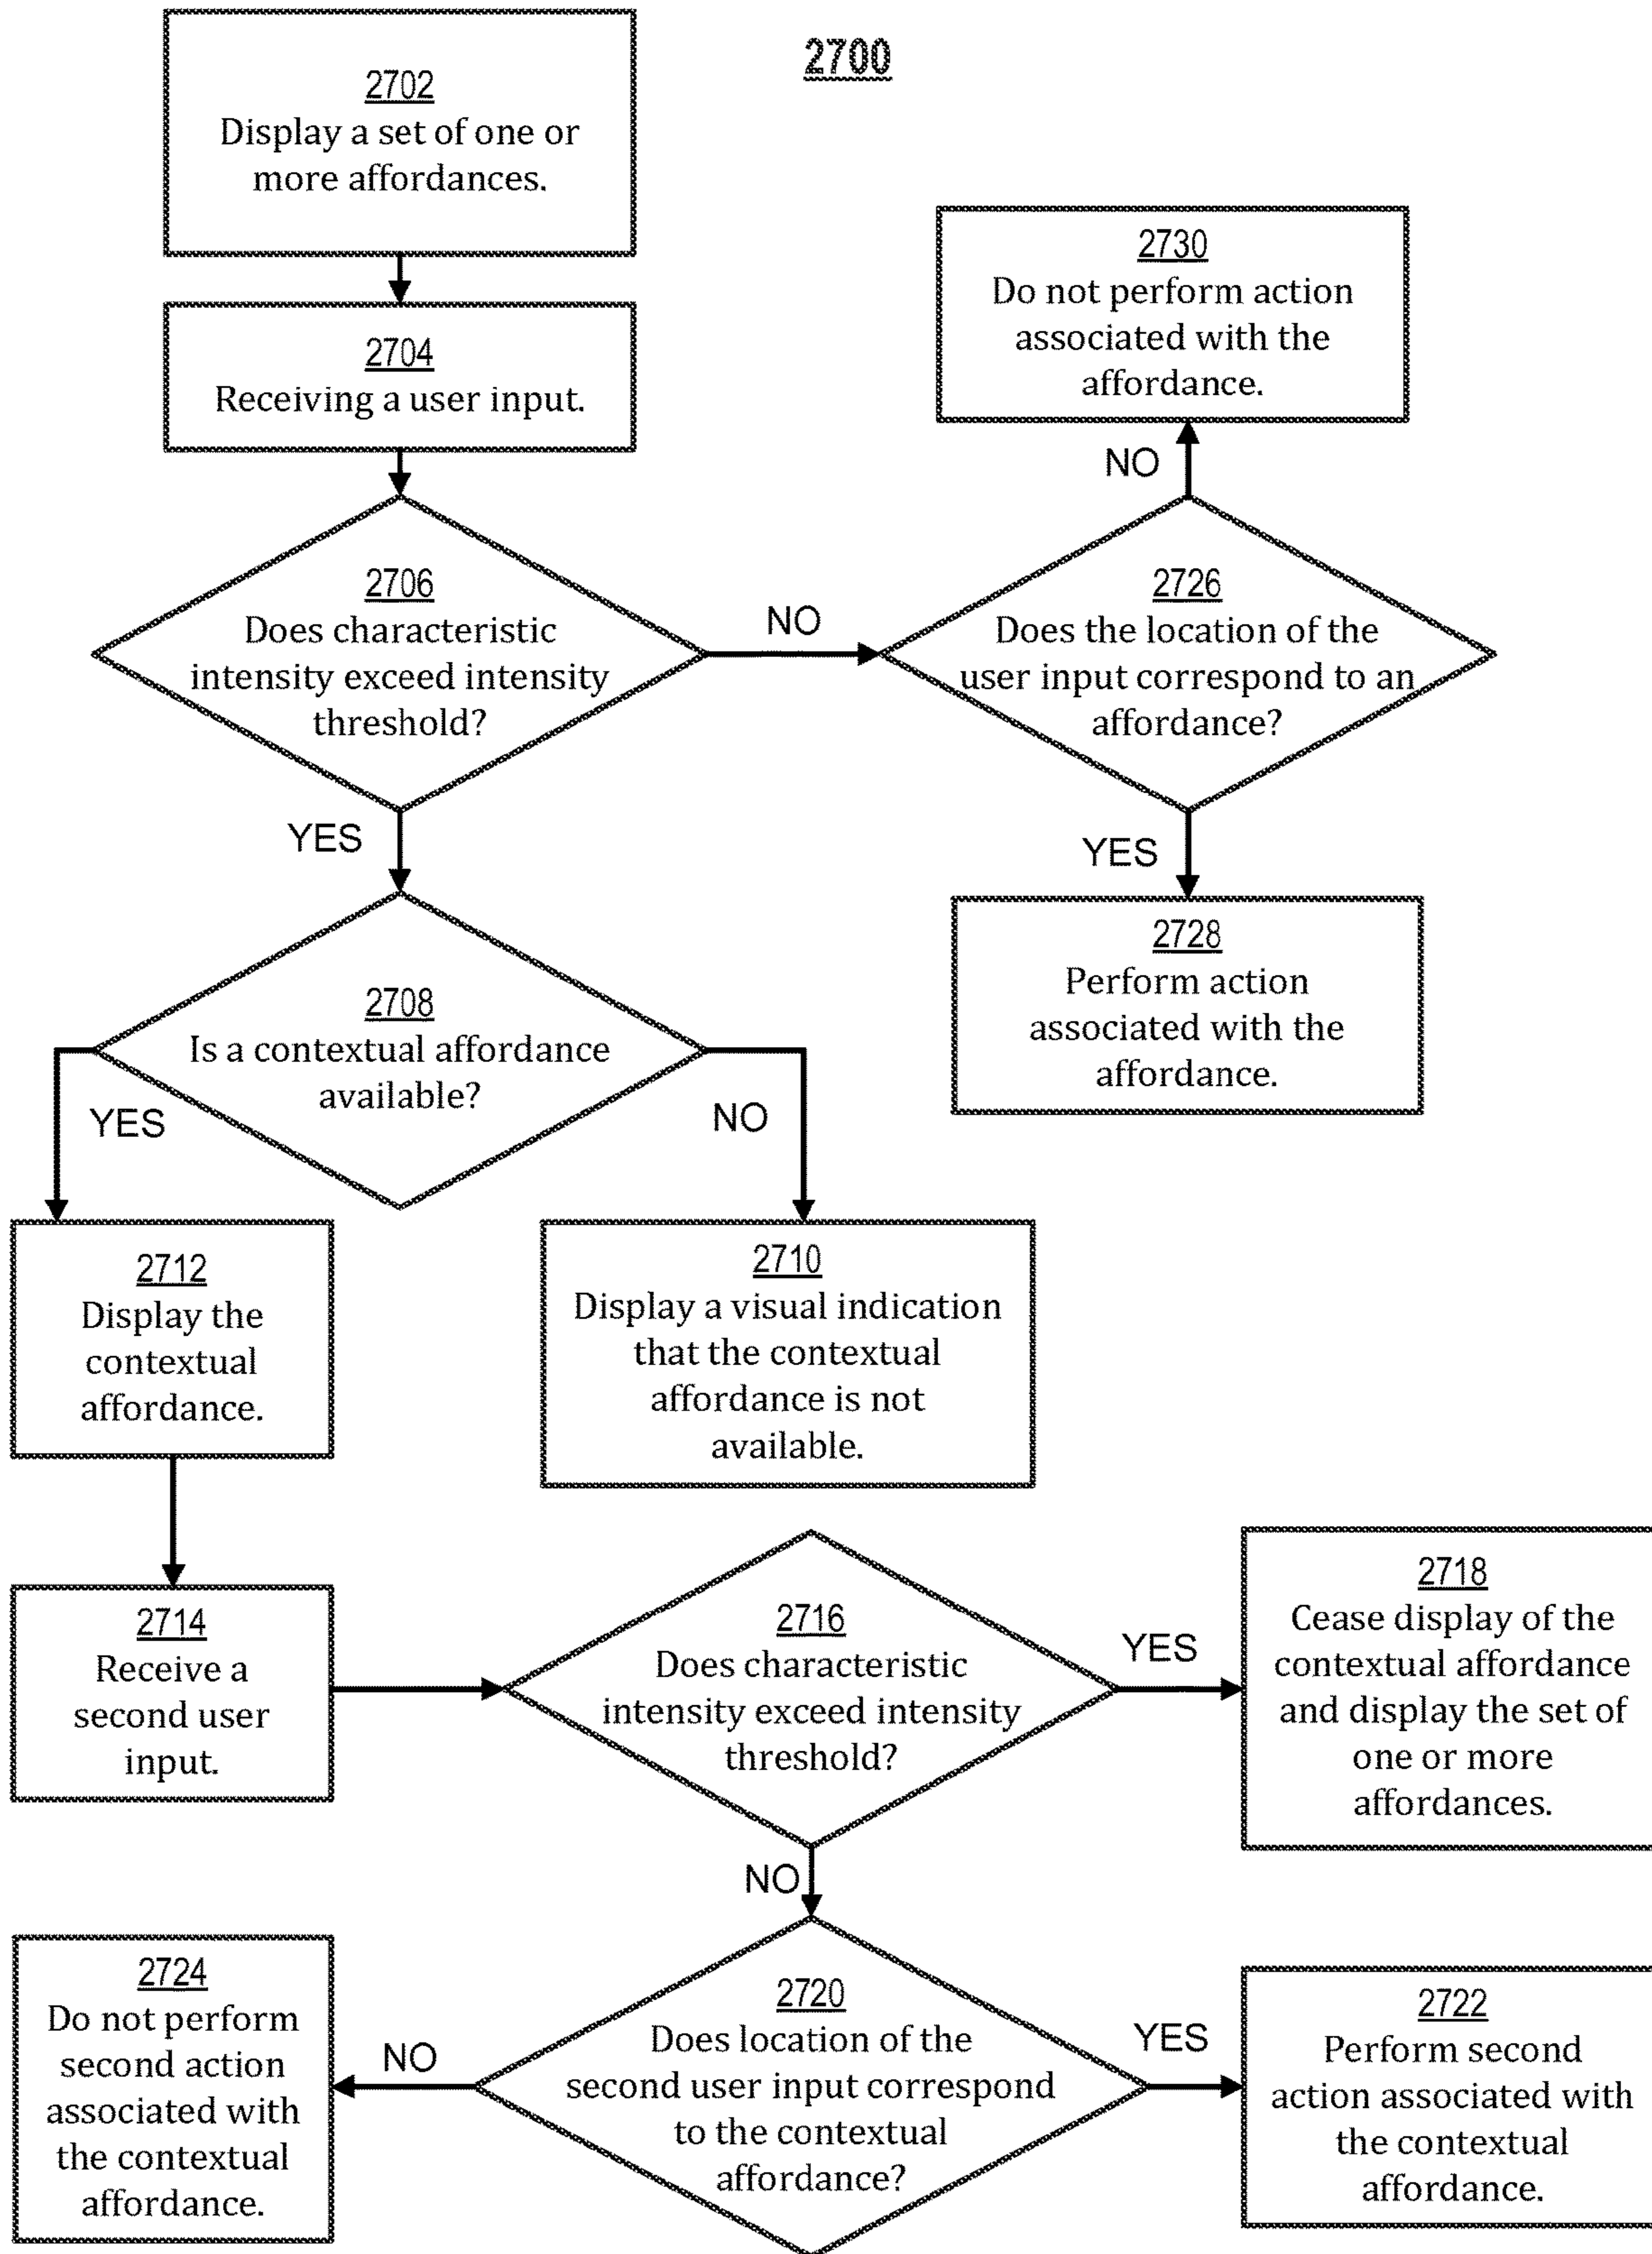 2700
2702
Display a set of one or
more affordances.
2704
Receiving a user input.
2730
Do not perform action
associated with the
affordance.
NO
2706
Does characteristic
intensity exceed intensity
threshold?
NO
2726
Does the location of the
user input correspond to an
affordance?
YES
YES
2728
Perform action
associated with the
affordance.
2708
Is a contextual affordance
available?
YES
NO
2712
Display the
contextual
affordance.
2710
Display a visual indication
that the contextual
affordance is not
available.
2714
Receive a
second user
input.
2716
Does characteristic
intensity exceed intensity
threshold?
YES
2718
Cease display of the
contextual affordance
and display the set of
one or more
affordances.
NO
2724
Do not perform
second action
associated with
the contextual
affordance.
NO
2720
Does location of the
second user input correspond
to the contextual
affordance?
YES
2722
Perform second
action associated with
the contextual
affordance.